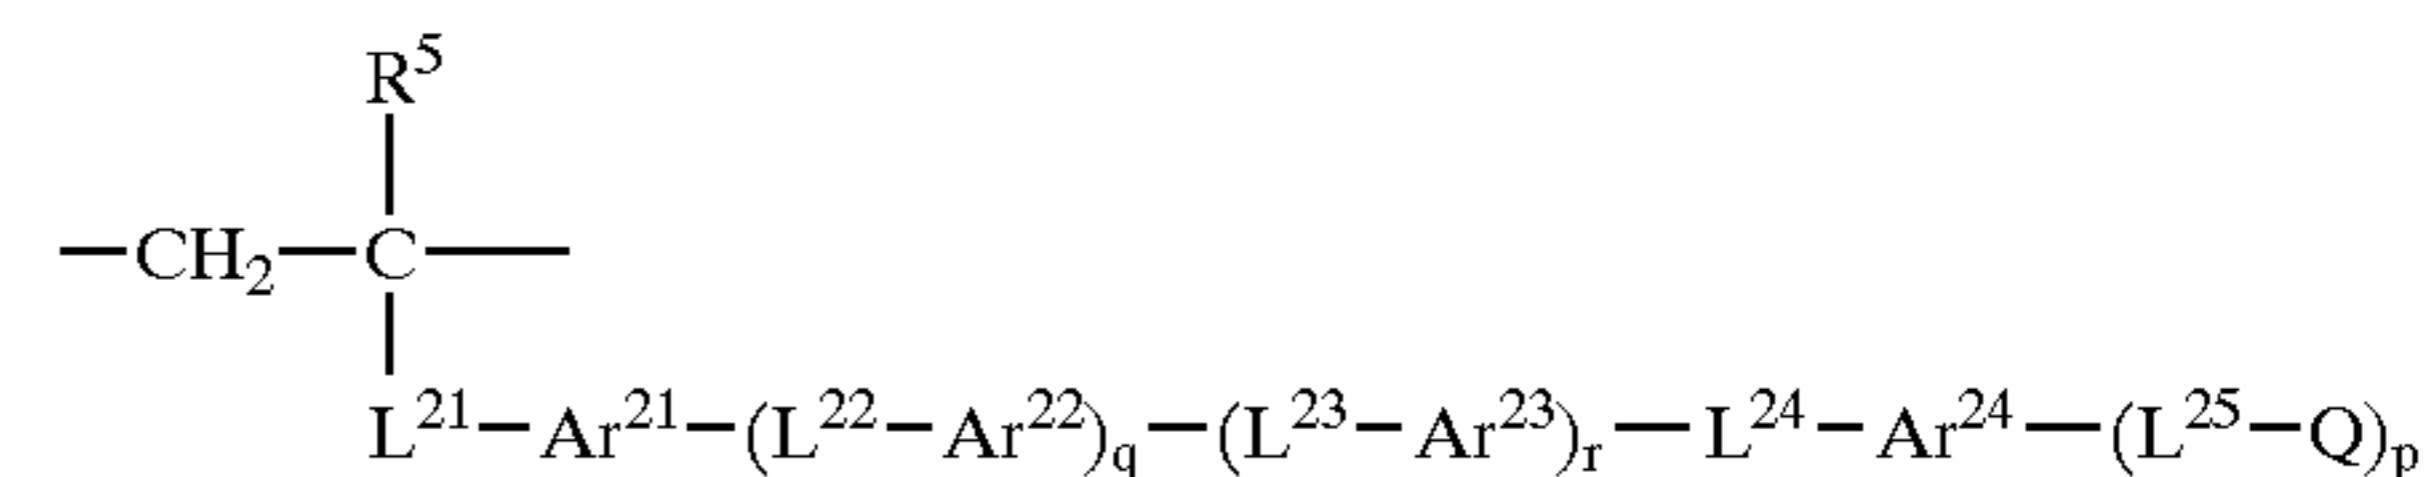 R⁵
—CH₂—C—
L²¹—Ar²¹—(L²²—Ar²²)q—(L²³—Ar²³)r—L²⁴—Ar²⁴—(L²⁵—Q)p